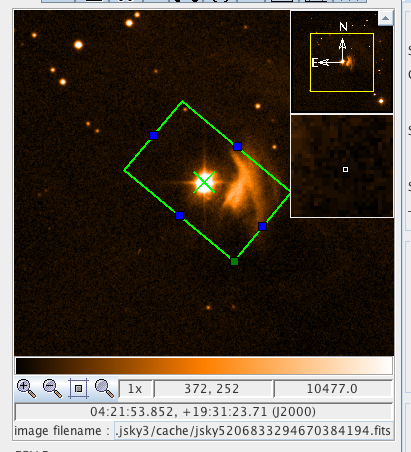 N
E
1x
372, 252
10477.0
04:21:53.852, +19:31:23.71 (J2000)
image filename :
.jsky3/cache/jsky5206833294670384194.fits